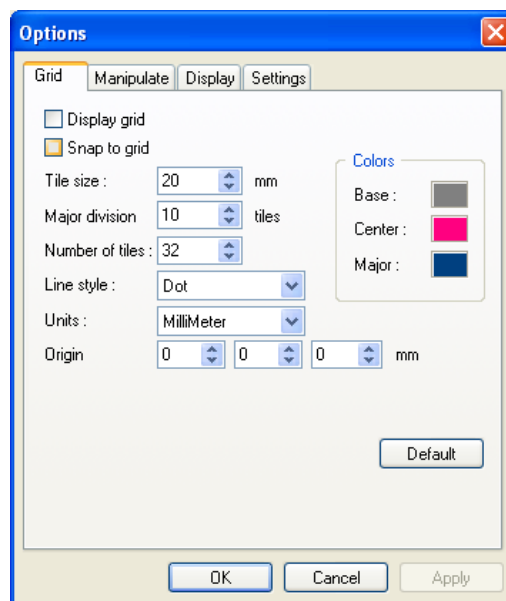 Options
Grid Manipulate Display Settings
Display grid
Snap to grid
Tile size : 20 mm
Major division 10 tiles
Number of tiles : 32
Line style : Dot
Units : MilliMeter
Origin 0 0 0 mm
Colors
Base :
Center :
Major :
Default
OK Cancel Apply